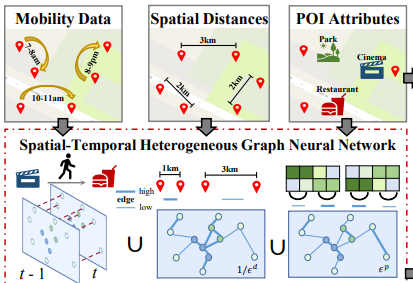 Mobility Data
7-8am
8-9pm
10-11am
Spatial Distances
3km
2km
2km
POI Attributes
Park
Cinema
Restaurant
Spatial-Temporal Heterogeneous Graph Neural Network
1km
3km
edge
high
low
t - 1
t
∪
1/ϵ^d
∪
ϵ^p